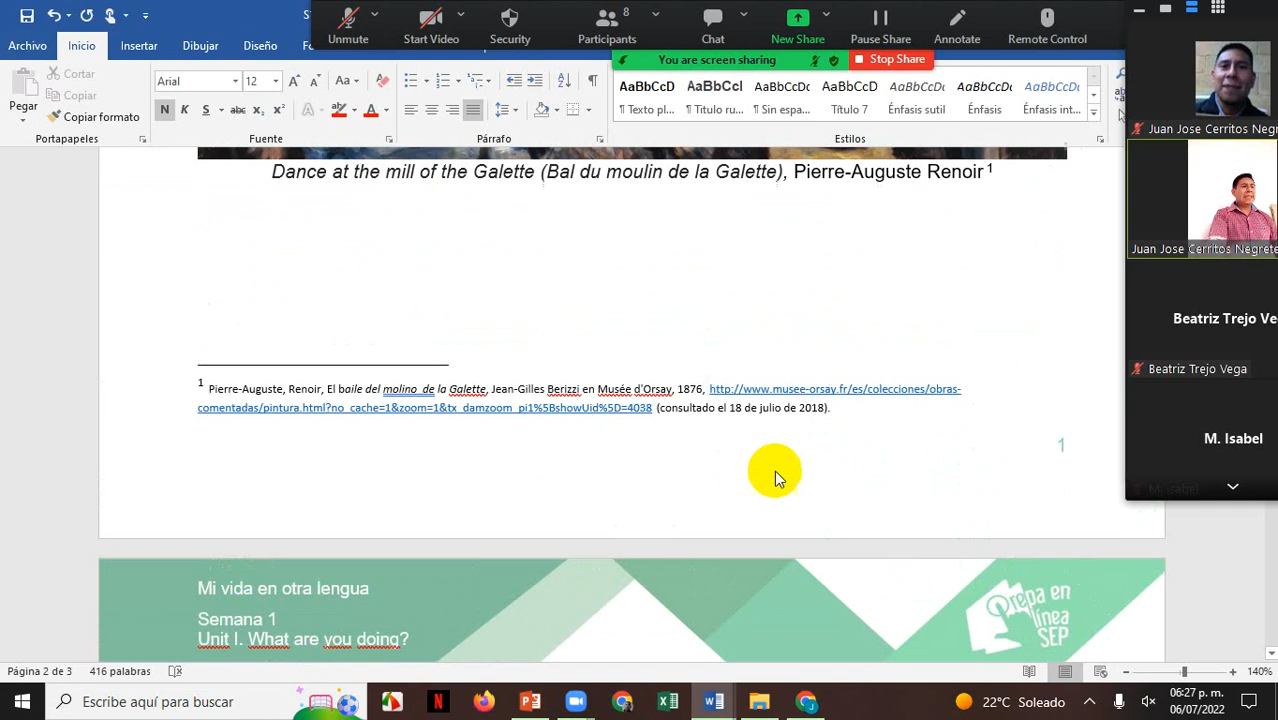 St
Archivo
Inicio
Insertar
Dibujar
Diseño
Unmute
Start Video
Security
Participants
8
Chat
New Share
Pause Share
Annotate
Remote Control
You are screen sharing
Stop Share
Pegar
Cortar
Copiar
Copiar formato
Portapapeles
Arial
12
Aa
N K S abc x₂ x²
Fuente
Párrafo
AaBbCcD AaBbCcI AaBbCcDc AaBbCcD AaBbCcDc AaBbCcDc AaBbCcDc
¶ Texto pl... ¶ Titulo ru... ¶ Sin espa... ¶ Título 7 Énfasis sutil Énfasis Énfasis int...
Estilos
Juan Jose Cerritos Negr
Juan Jose Cerritos Negrete
Beatriz Trejo Ve
Beatriz Trejo Vega
M. Isabel
M. Isabel
Dance at the mill of the Galette (Bal du moulin de la Galette), Pierre-Auguste Renoir ¹
¹ Pierre-Auguste, Renoir, El baile del molino de la Galette, Jean-Gilles Berizzi en Musée d'Orsay, 1876, http://www.musee-orsay.fr/es/colecciones/obras-
comentadas/pintura.html?no_cache=1&zoom=1&tx_damzoom_pi1%5BshowUid%5D=4038 (consultado el 18 de julio de 2018).
1
Mi vida en otra lengua
Semana 1
Unit I. What are you doing?
Prepa en
línea
SEP
Página 2 de 3
416 palabras
140%
Escribe aquí para buscar
22°C Soleado
06:27 p. m.
06/07/2022